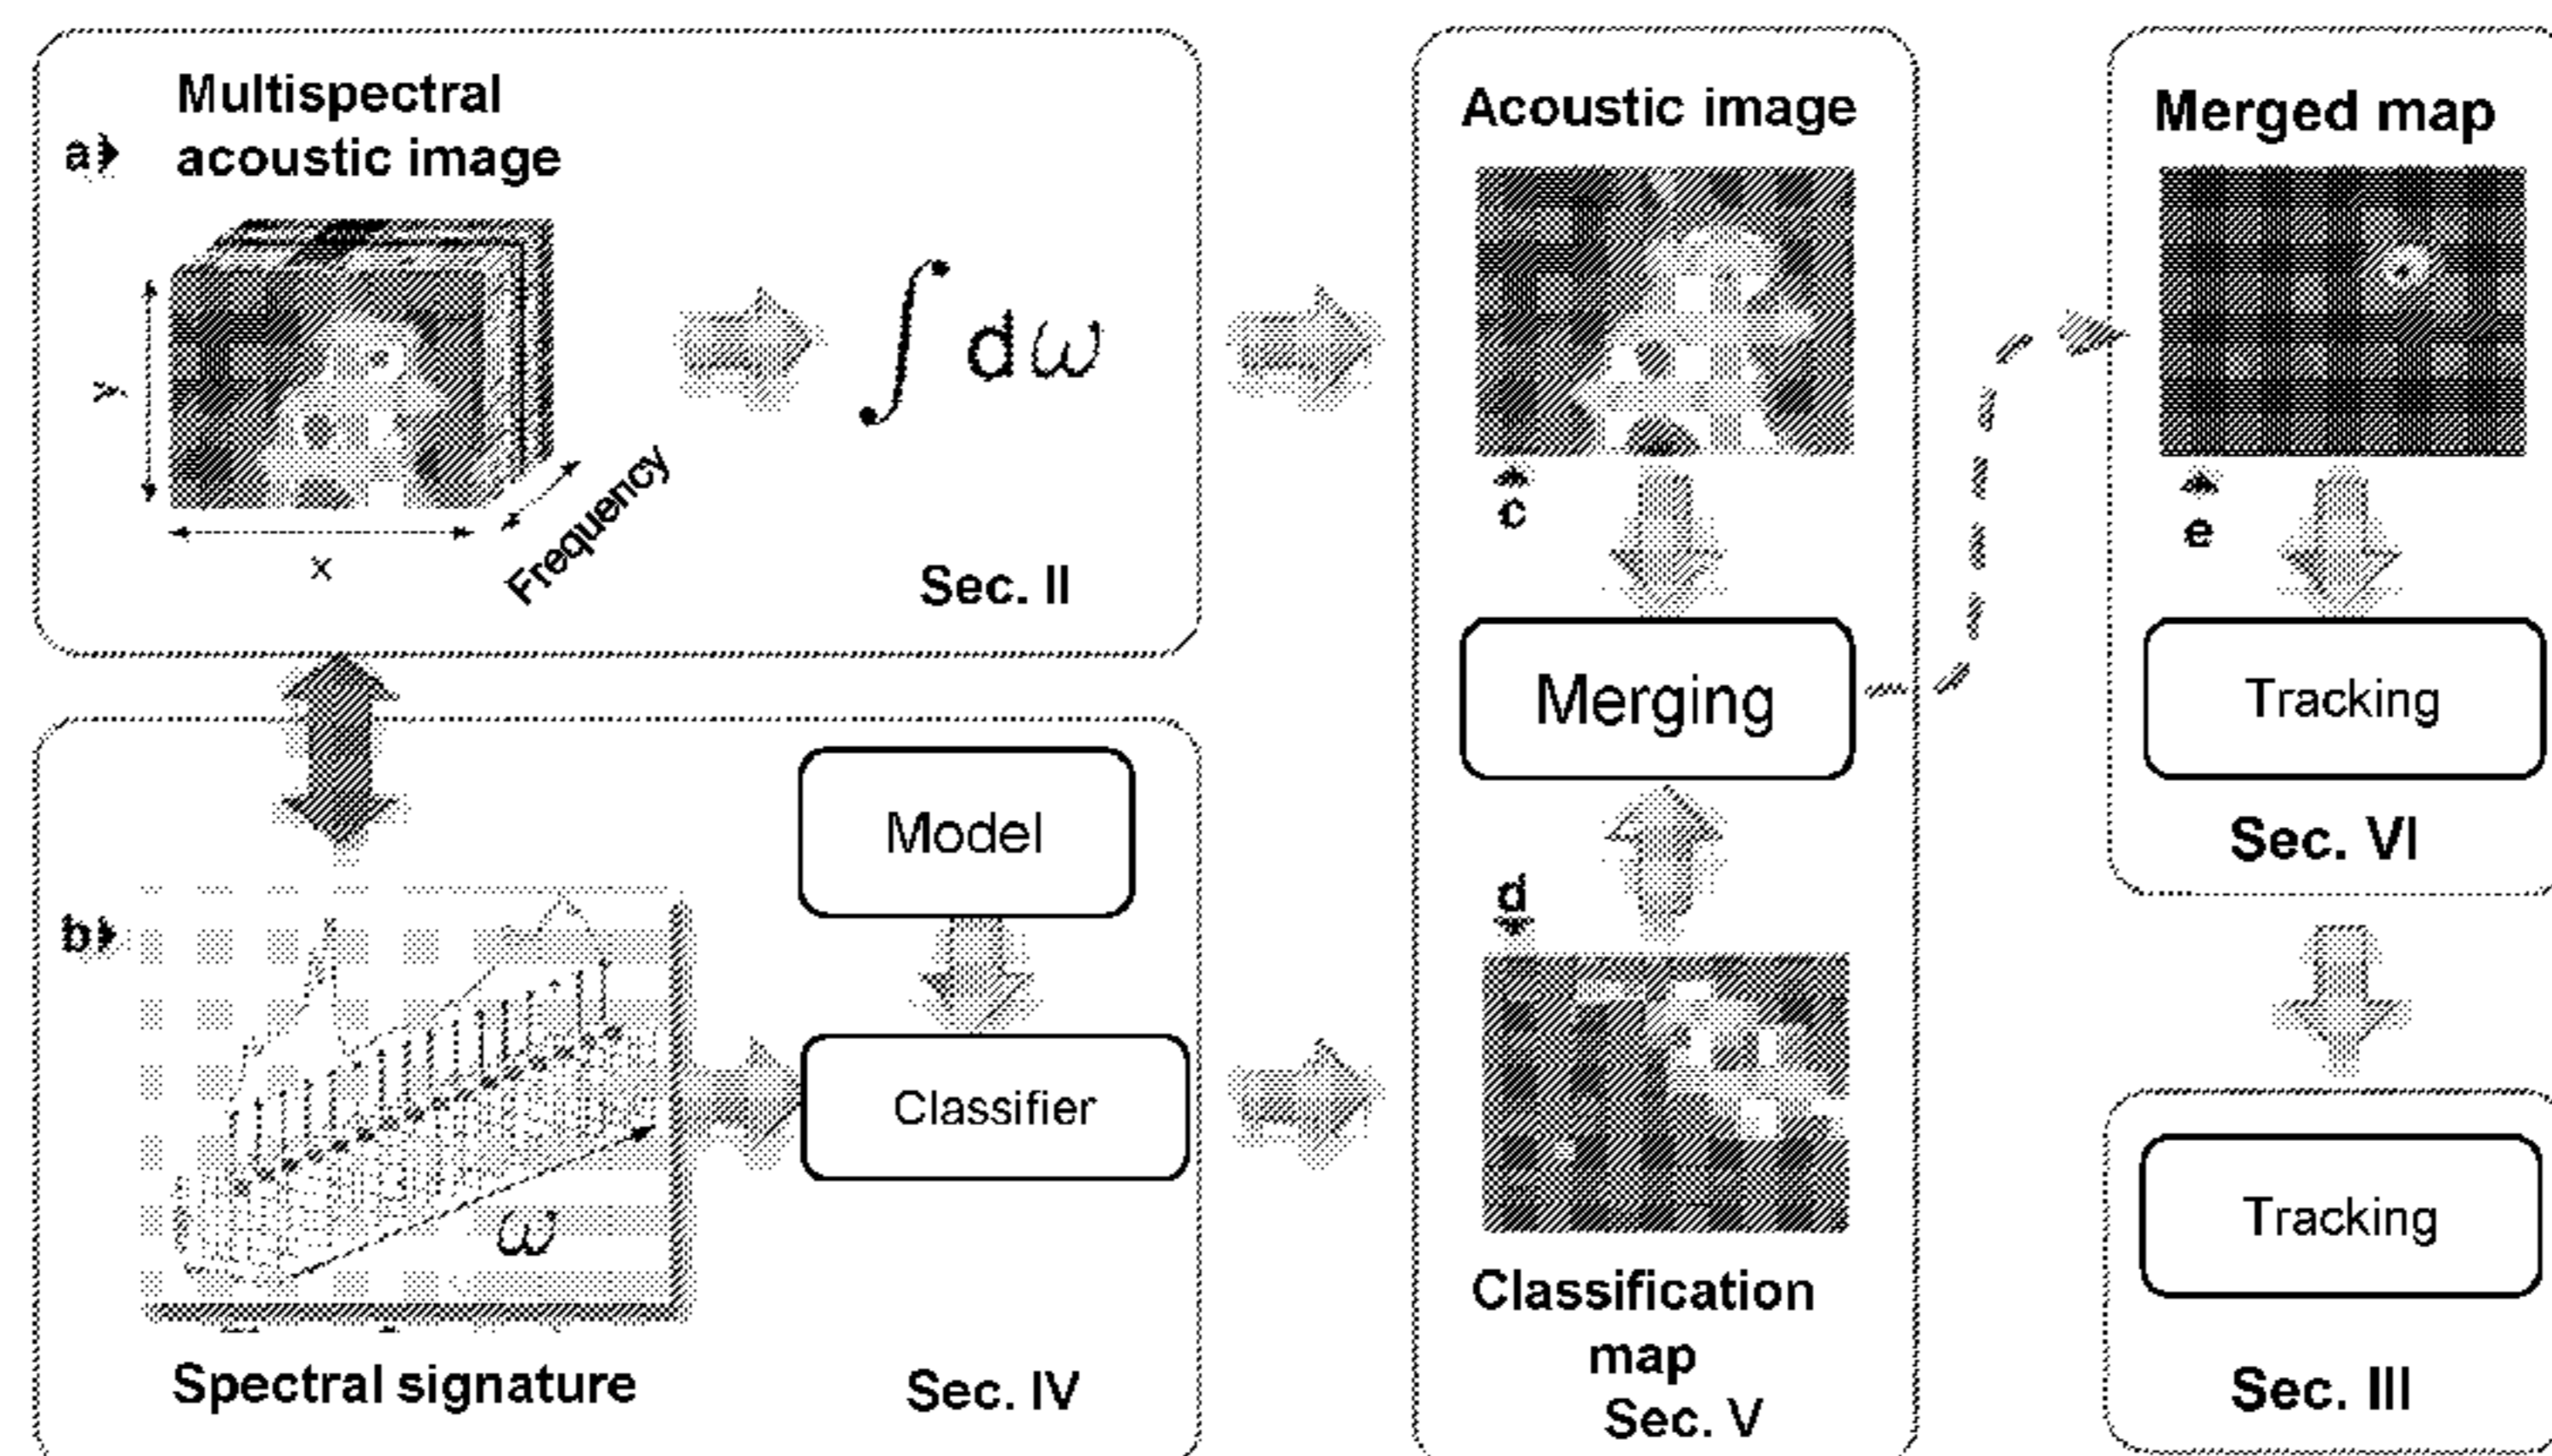 Multispectral
acoustic image
a
y
x
Frequency
∫ dω
Sec. II
b
ω
Spectral signature
Model
Classifier
Sec. IV
Acoustic image
c
Merging
d
Classification
map
Sec. V
Merged map
e
Tracking
Sec. VI
Tracking
Sec. III